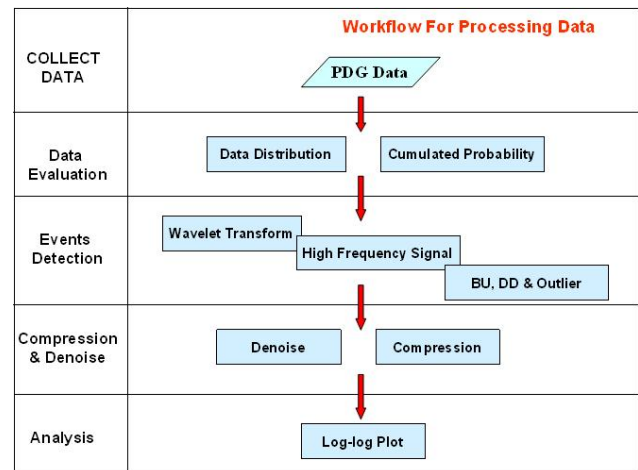 Workflow For Processing Data
COLLECT
DATA
PDG Data
Data
Evaluation
Data Distribution
Cumulated Probability
Events
Detection
Wavelet Transform
High Frequency Signal
BU, DD & Outlier
Compression
& Denoise
Denoise
Compression
Analysis
Log-log Plot